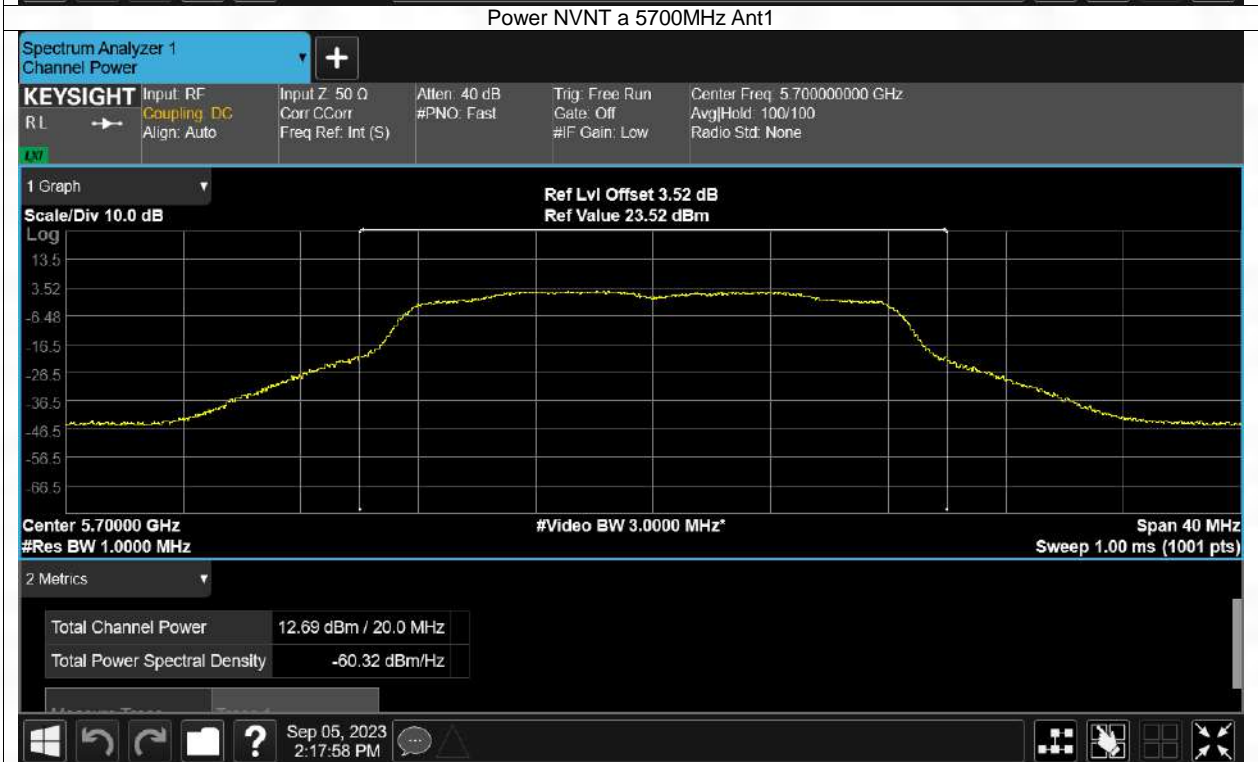 Power NVNT a 5700MHz Ant1
Spectrum Analyzer 1
Channel Power
+
KEYSIGHT Input: RF Input Z: 50 Ω Atten: 40 dB Trig: Free Run Center Freq: 5.700000000 GHz
RL Coupling: DC Corr CCorr #PNO: Fast Gate: Off Avg|Hold: 100/100
Align: Auto Freq Ref: Int (S) #IF Gain: Low Radio Std: None
LXI
1 Graph Ref Lvl Offset 3.52 dB
Scale/Div 10.0 dB Ref Value 23.52 dBm
Log
13.5
3.52
-6.48
-16.5
-26.5
-36.5
-46.5
-56.5
-66.5
Center 5.70000 GHz #Video BW 3.0000 MHz* Span 40 MHz
#Res BW 1.0000 MHz Sweep 1.00 ms (1001 pts)
2 Metrics
Total Channel Power 12.69 dBm / 20.0 MHz
Total Power Spectral Density -60.32 dBm/Hz
? Sep 05, 2023
2:17:58 PM